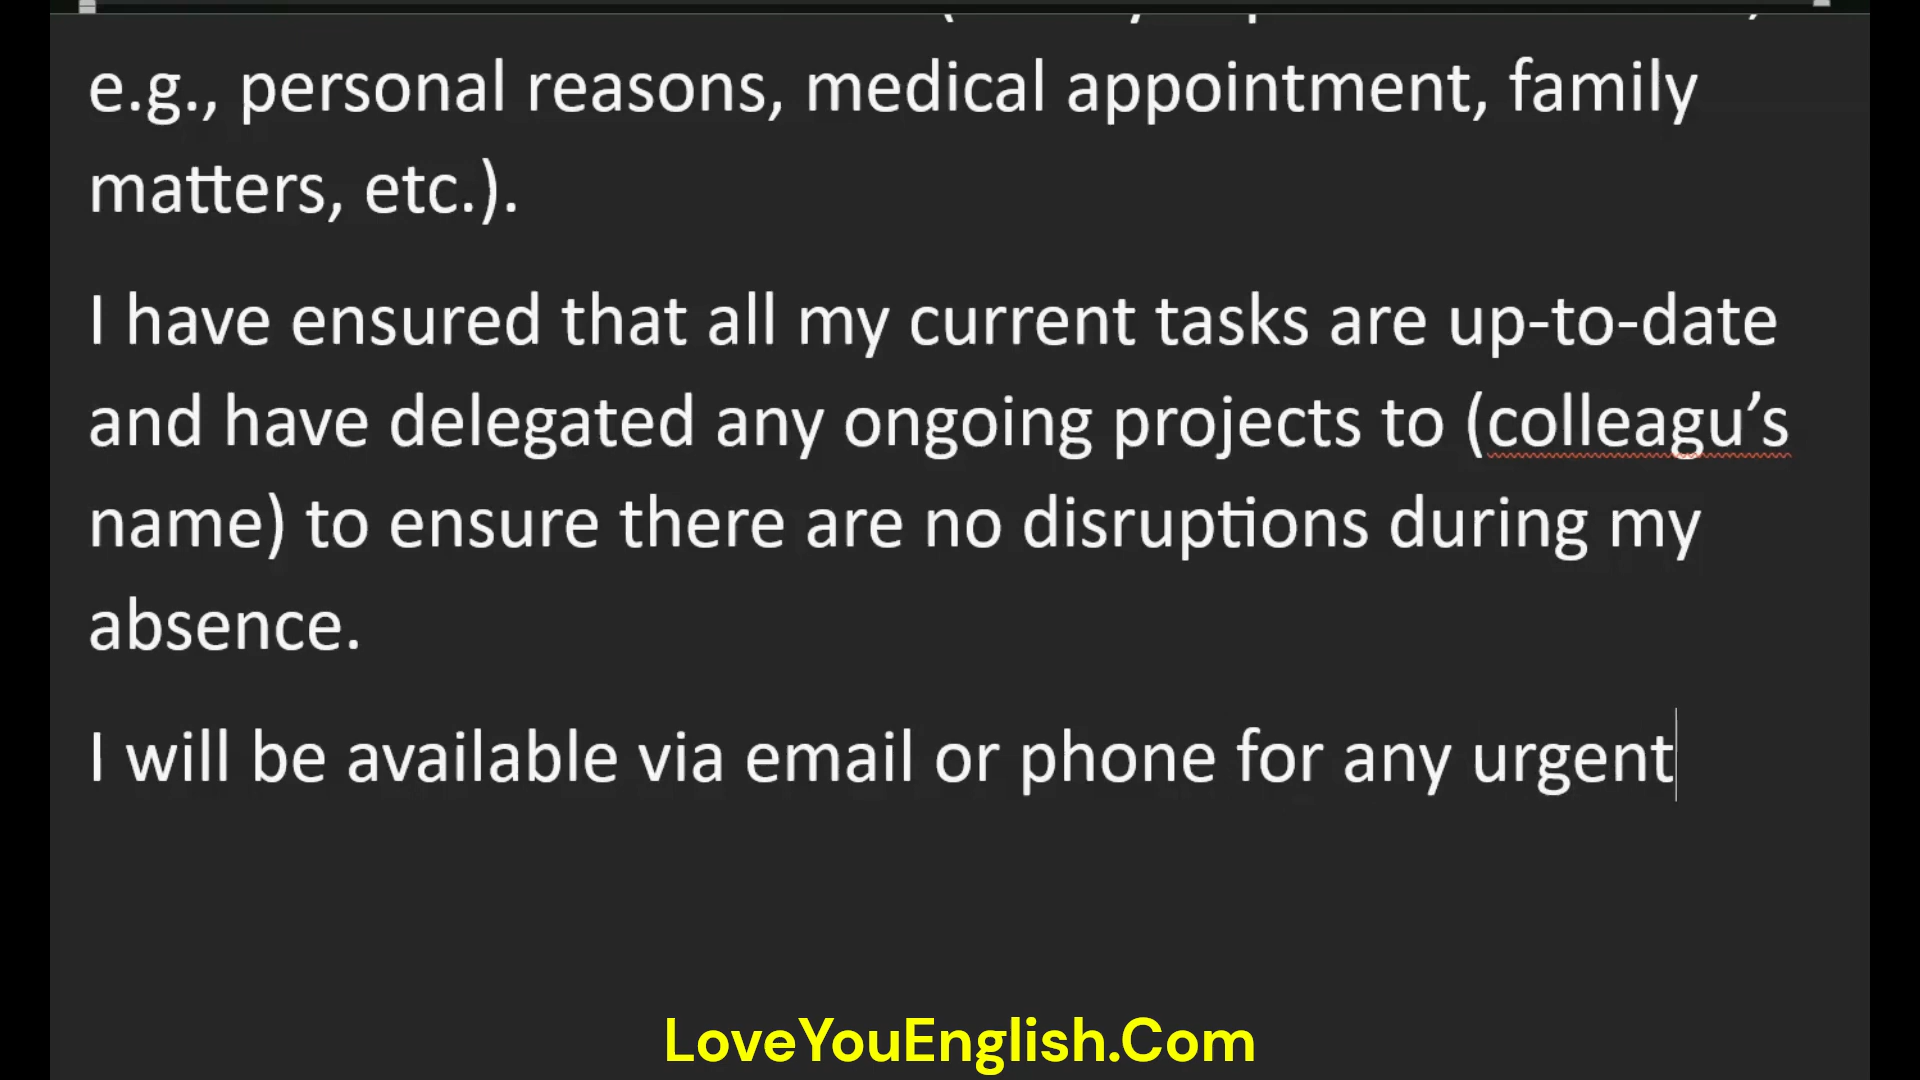 e.g., personal reasons, medical appointment, family
matters, etc.).
I have ensured that all my current tasks are up-to-date
and have delegated any ongoing projects to (colleagu’s
name) to ensure there are no disruptions during my
absence.
I will be available via email or phone for any urgent
LoveYouEnglish.Com